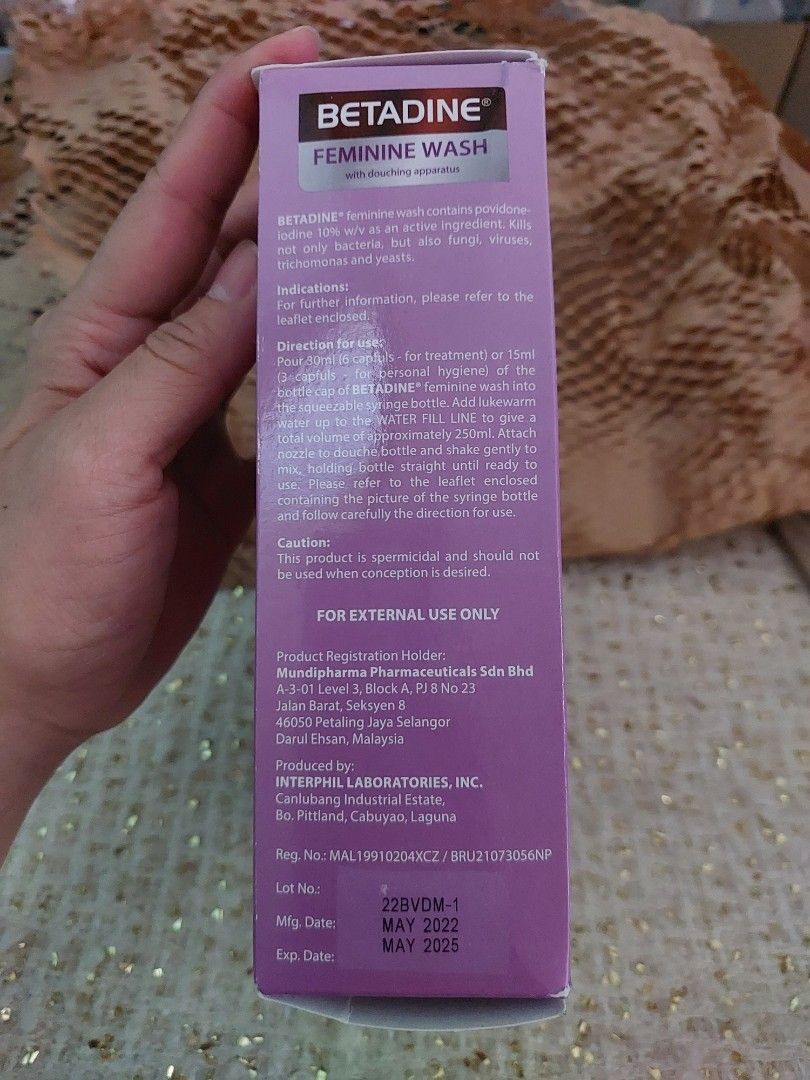 BETADINE®
FEMININE WASH
with douching apparatus
BETADINE® feminine wash contains povidone-
iodine 10% w/v as an active ingredient. Kills
not only bacteria, but also fungi, viruses,
trichomonas and yeasts.
Indications:
For further information, please refer to the
leaflet enclosed.
Direction for use:
Pour 30ml (6 capfuls - for treatment) or 15ml
(3 capfuls - for personal hygiene) of the
bottle cap of BETADINE® feminine wash into
the squeezable syringe bottle. Add lukewarm
water up to the WATER FILL LINE to give a
total volume of approximately 250ml. Attach
nozzle to douche bottle and shake gently to
mix, holding bottle straight until ready to
use. Please refer to the leaflet enclosed
containing the picture of the syringe bottle
and follow carefully the direction for use.
Caution:
This product is spermicidal and should not
be used when conception is desired.
FOR EXTERNAL USE ONLY
Product Registration Holder:
Mundipharma Pharmaceuticals Sdn Bhd
A-3-01 Level 3, Block A, PJ 8 No 23
Jalan Barat, Seksyen 8
46050 Petaling Jaya Selangor
Darul Ehsan, Malaysia
Produced by:
INTERPHIL LABORATORIES, INC.
Canlubang Industrial Estate,
Bo. Pittland, Cabuyao, Laguna
Reg. No.: MAL19910204XCZ / BRU21073056NP
Lot No.: 22BVDM-1
Mfg. Date: MAY 2022
Exp. Date: MAY 2025